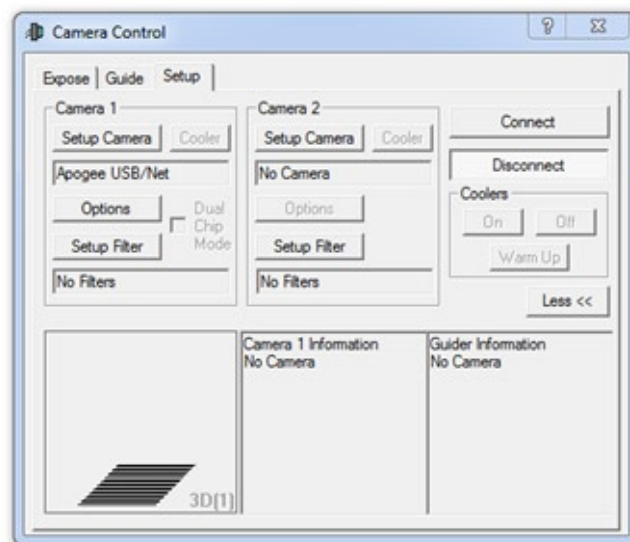 Camera Control
Expose
Guide
Setup
Camera 1
Setup Camera
Cooler
Apogee USB/Net
Options
Dual
Chip
Mode
Setup Filter
No Filters
Camera 2
Setup Camera
Cooler
No Camera
Options
Setup Filter
No Filters
Connect
Disconnect
Coolers
On
Off
Warm Up
Less <<
3D[1]
Camera 1 Information
No Camera
Guider Information
No Camera